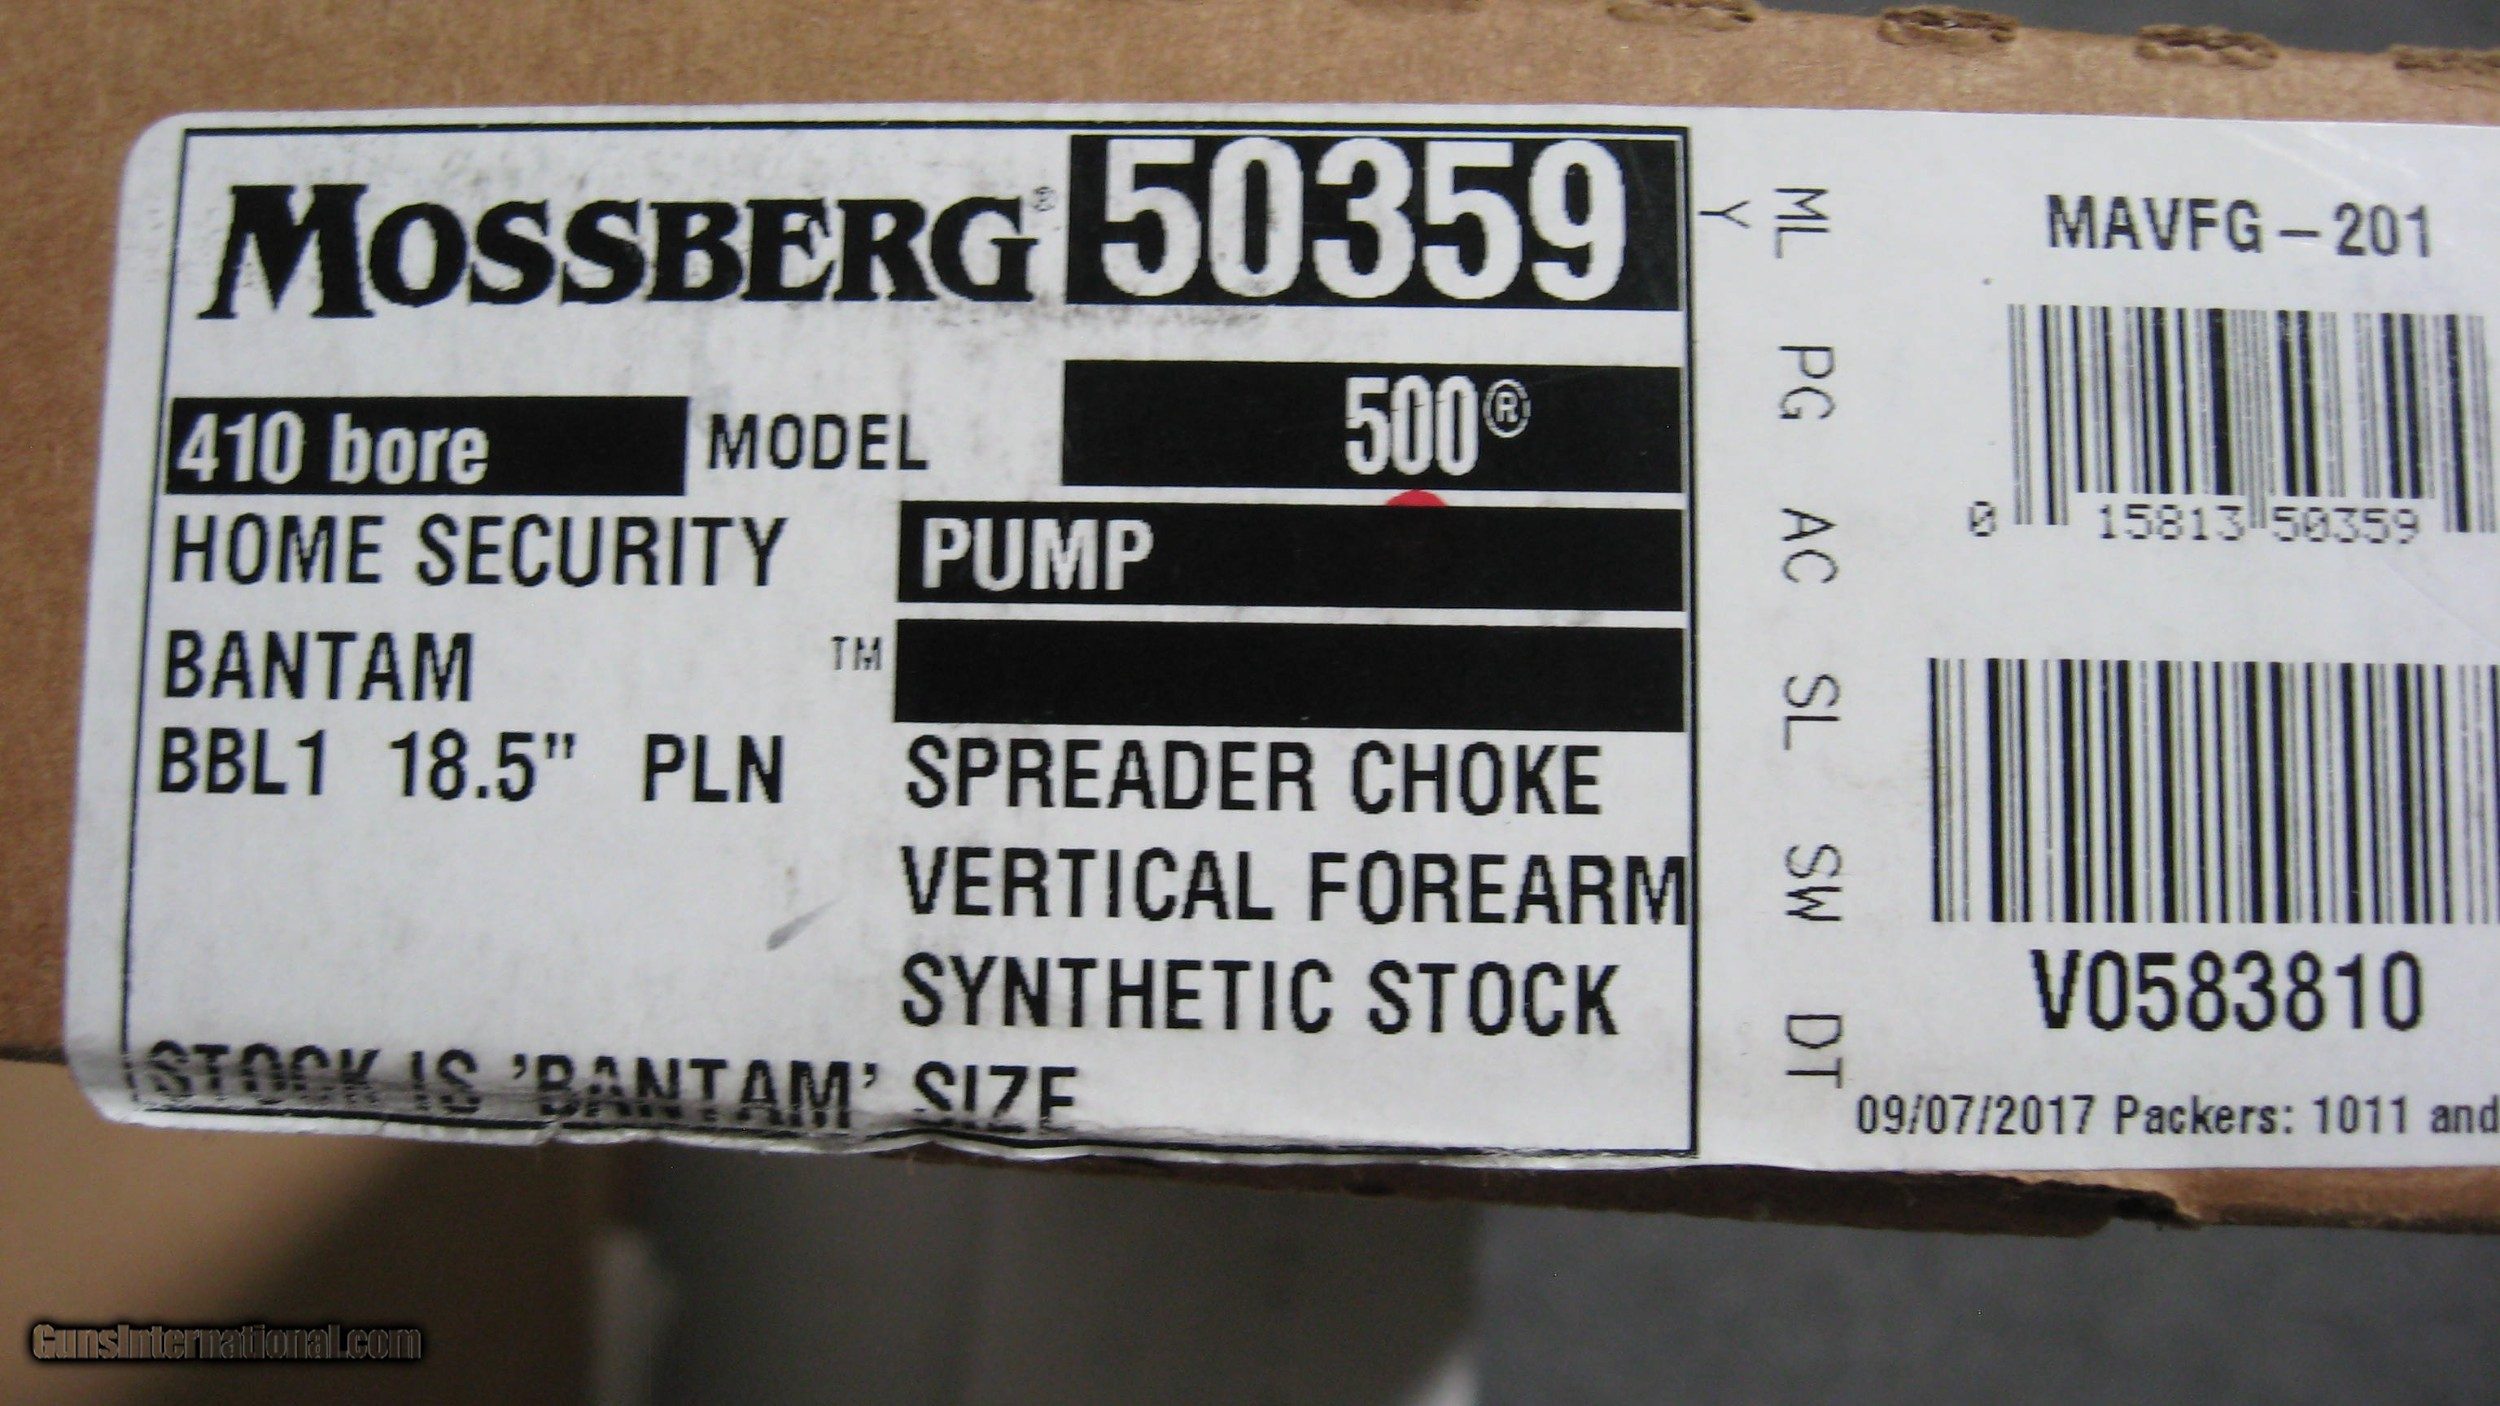 MOSSBERG® 50359
410 bore MODEL 500®
HOME SECURITY PUMP
BANTAM ™
BBL1 18.5" PLN SPREADER CHOKE
VERTICAL FOREARM
SYNTHETIC STOCK
STOCK IS 'BANTAM' SIZE
Y
ML PG AC SL SW DT
MAVFG-201
0 15813 50359
V0583810
09/07/2017 Packers: 1011 and
GunsInternational.com